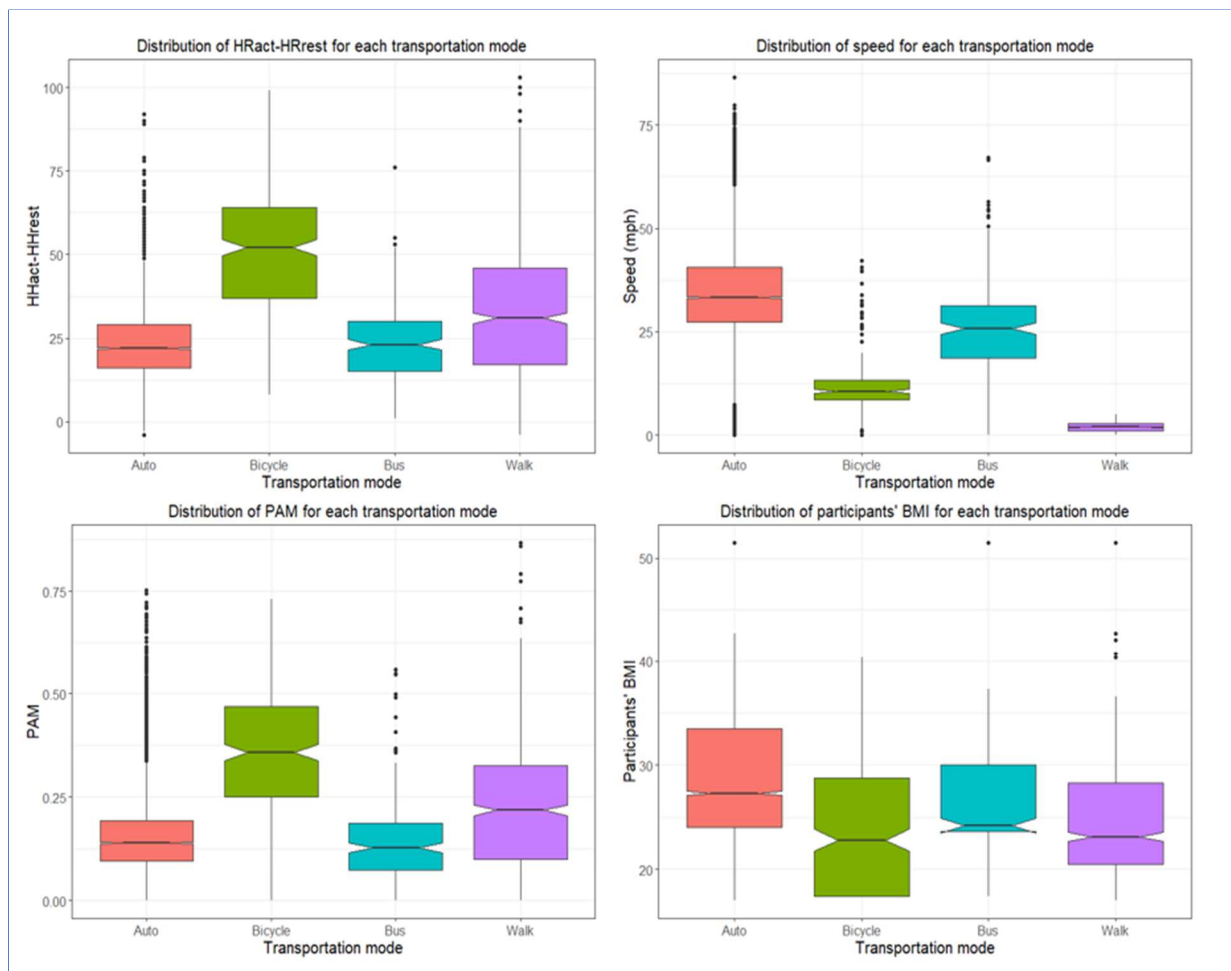 Distribution of HRact-HRrest for each transportation mode
HHact-HHrest
100
75
50
25
0
Auto Bicycle Bus Walk
Transportation mode
Distribution of speed for each transportation mode
Speed (mph)
75
50
25
0
Auto Bicycle Bus Walk
Transportation mode
Distribution of PAM for each transportation mode
PAM
0.75
0.50
0.25
0.00
Auto Bicycle Bus Walk
Transportation mode
Distribution of participants' BMI for each transportation mode
Participants' BMI
50
40
30
20
Auto Bicycle Bus Walk
Transportation mode